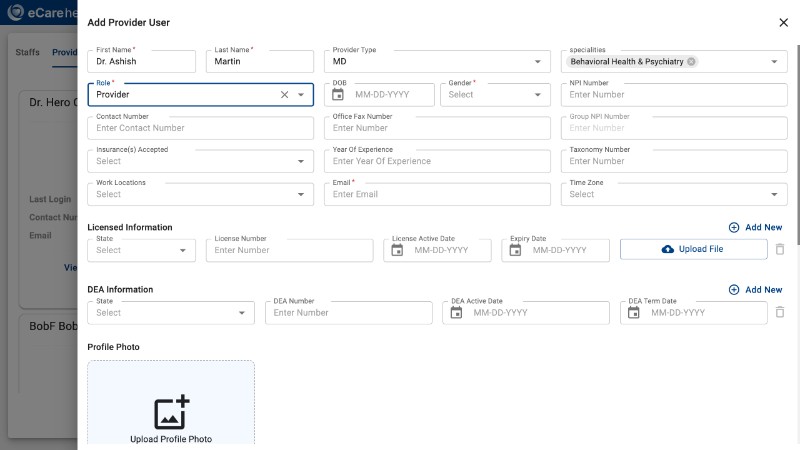 eCare he
Add Provider User
Staffs
Provid
First Name *
Dr. Ashish
Last Name *
Martin
Provider Type
MD
specialities
Behavioral Health & Psychiatry
Role *
Provider
DOB
MM-DD-YYYY
Gender *
Select
NPI Number
Enter Number
Dr. Hero C
Contact Number
Enter Contact Number
Office Fax Number
Enter Number
Group NPI Number
Enter Number
Insurance(s) Accepted
Select
Year Of Experience
Enter Year Of Experience
Taxonomy Number
Enter Number
Work Locations
Select
Email *
Enter Email
Time Zone
Select
Last Login
Contact Num
Email
Vie
Licensed Information
Add New
State
Select
License Number
Enter Number
License Active Date
MM-DD-YYYY
Expiry Date
MM-DD-YYYY
Upload File
DEA Information
Add New
State
Select
DEA Number
Enter Number
DEA Active Date
MM-DD-YYYY
DEA Term Date
MM-DD-YYYY
BobF Bob
Profile Photo
Upload Profile Photo